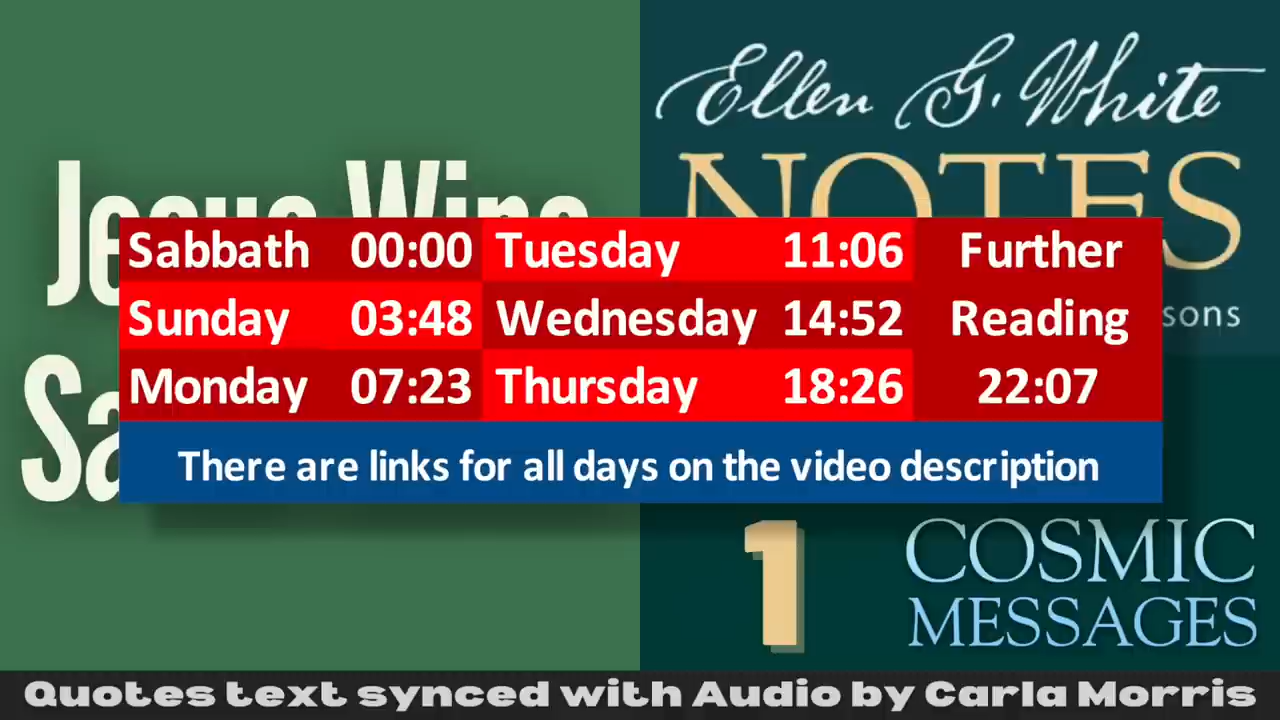 Ellen G. White
NOTES
Jesus Wins
Sabbath 00:00 Tuesday 11:06 Further
Sunday 03:48 Wednesday 14:52 Reading
Monday 07:23 Thursday 18:26 22:07
sons
There are links for all days on the video description
1 COSMIC
MESSAGES
Quotes text synced with Audio by Carla Morris